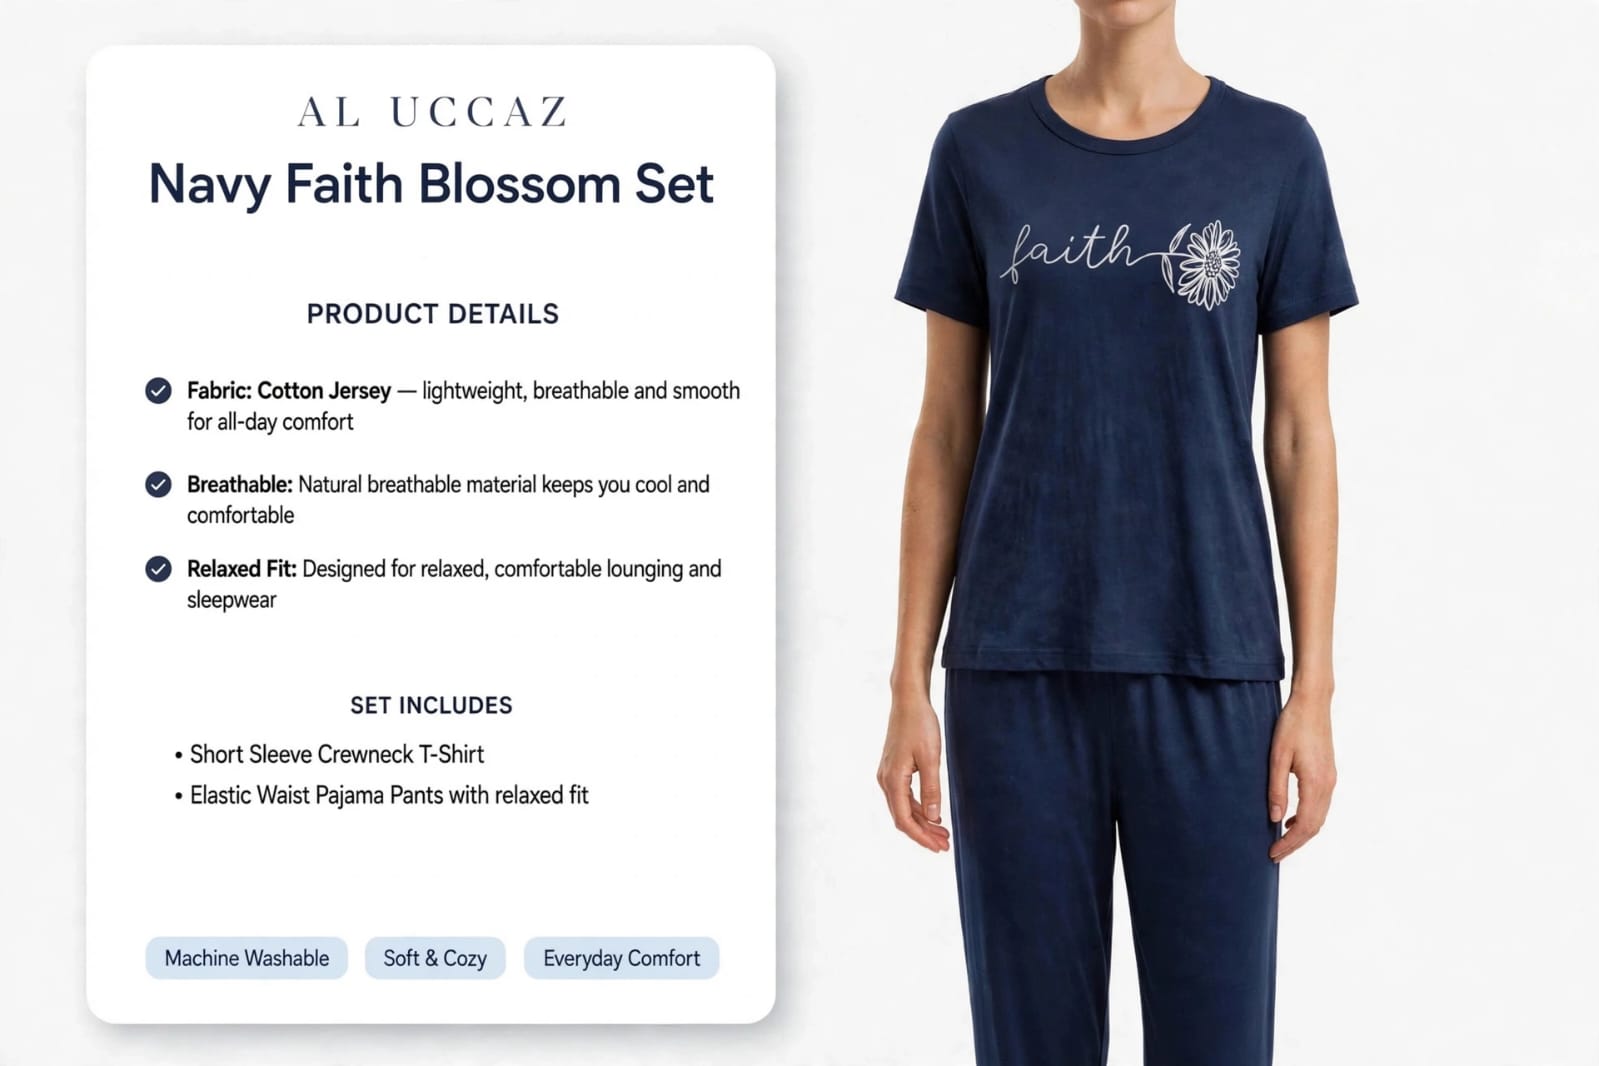 AL UCCAZ
Navy Faith Blossom Set
PRODUCT DETAILS
Fabric: Cotton Jersey — lightweight, breathable and smooth
for all-day comfort
Breathable: Natural breathable material keeps you cool and
comfortable
Relaxed Fit: Designed for relaxed, comfortable lounging and
sleepwear
SET INCLUDES
• Short Sleeve Crewneck T-Shirt
• Elastic Waist Pajama Pants with relaxed fit
Machine Washable
Soft & Cozy
Everyday Comfort
faith